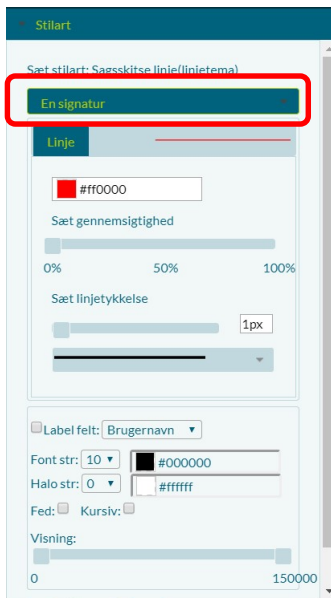 Stilart
Sæt stilart: Sagsskitse linje(linjetema)
En signatur
Linje
#ff0000
Sæt gennemsigtighed
0% 50% 100%
Sæt linjetykkelse
1px
Label felt: Brugernavn
Font str: 10 #000000
Halo str: 0 #ffffff
Fed: Kursiv:
Visning:
0 150000